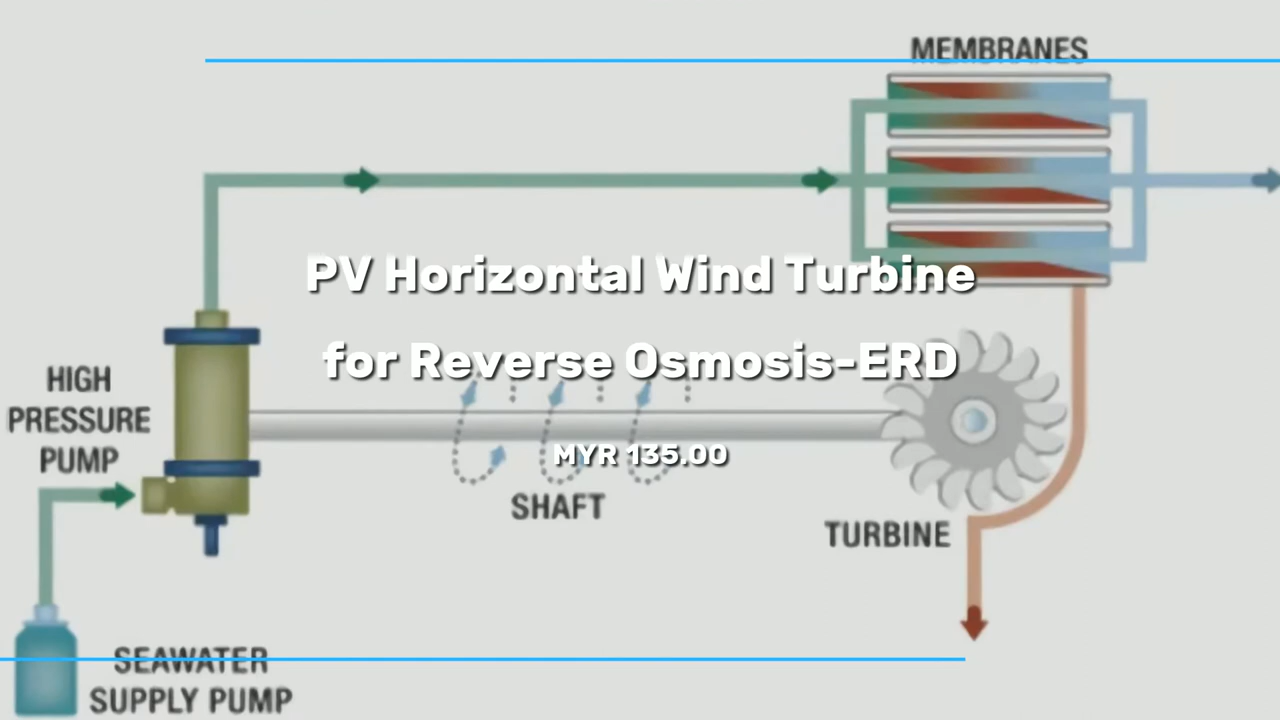 MEMBRANES
PV Horizontal Wind Turbine
for Reverse Osmosis-ERD
HIGH
PRESSURE
PUMP
MYR 135.00
SHAFT
TURBINE
SEAWATER
SUPPLY PUMP